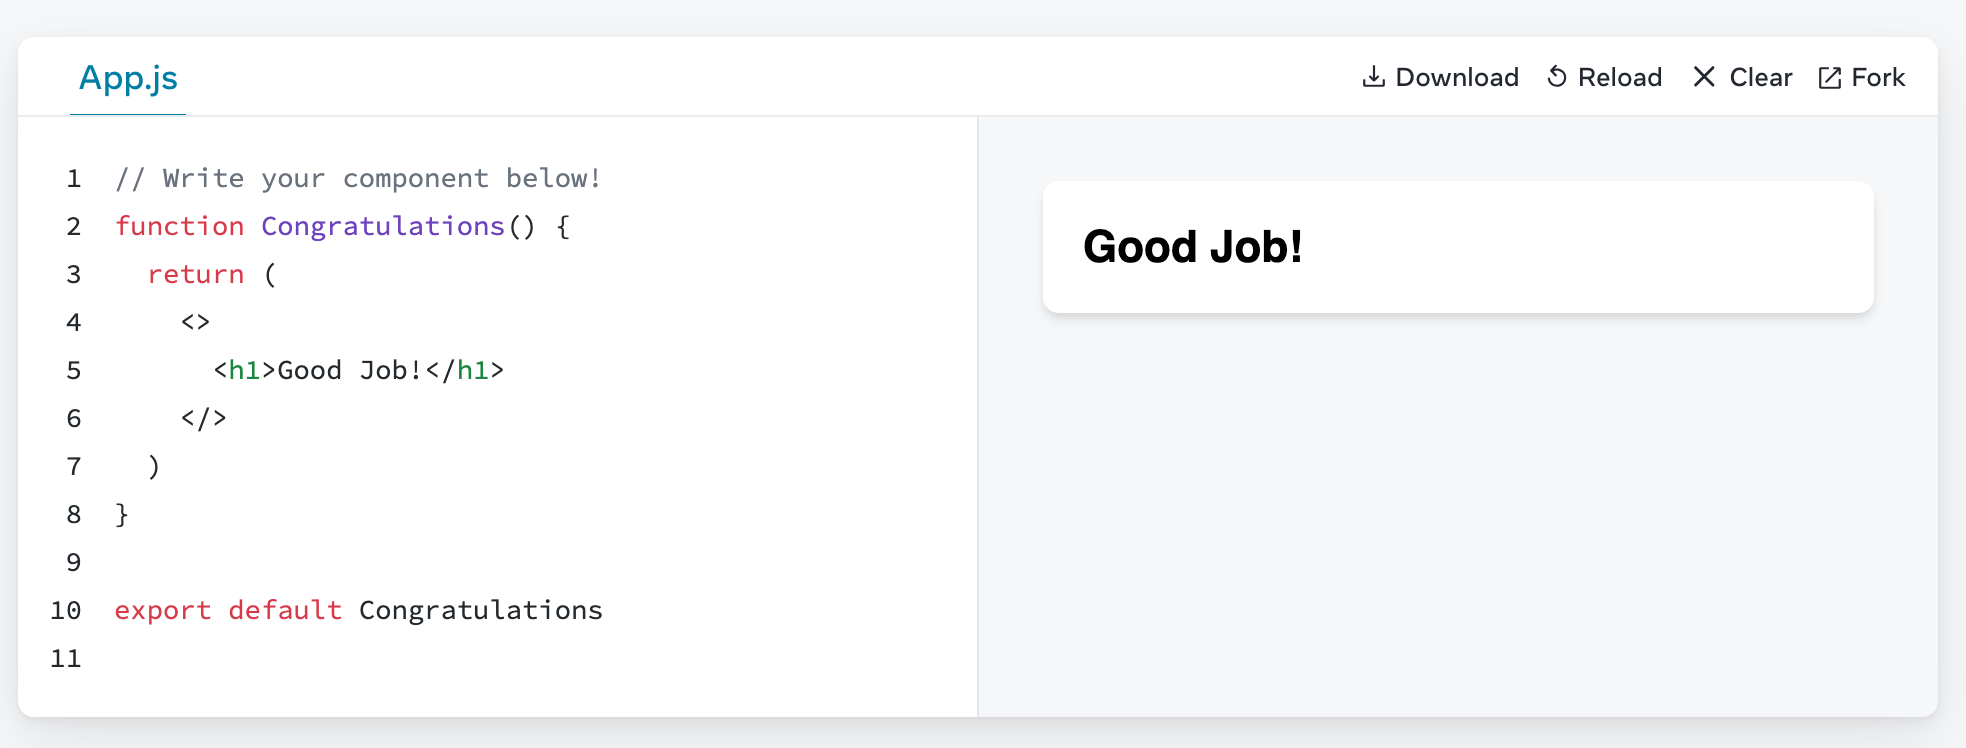 App.js
Download Reload Clear Fork
1 // Write your component below!
2 function Congratulations() {
3   return (
4     <>
5       <h1>Good Job!</h1>
6     </>
7   )
8 }
9
10 export default Congratulations
11
Good Job!